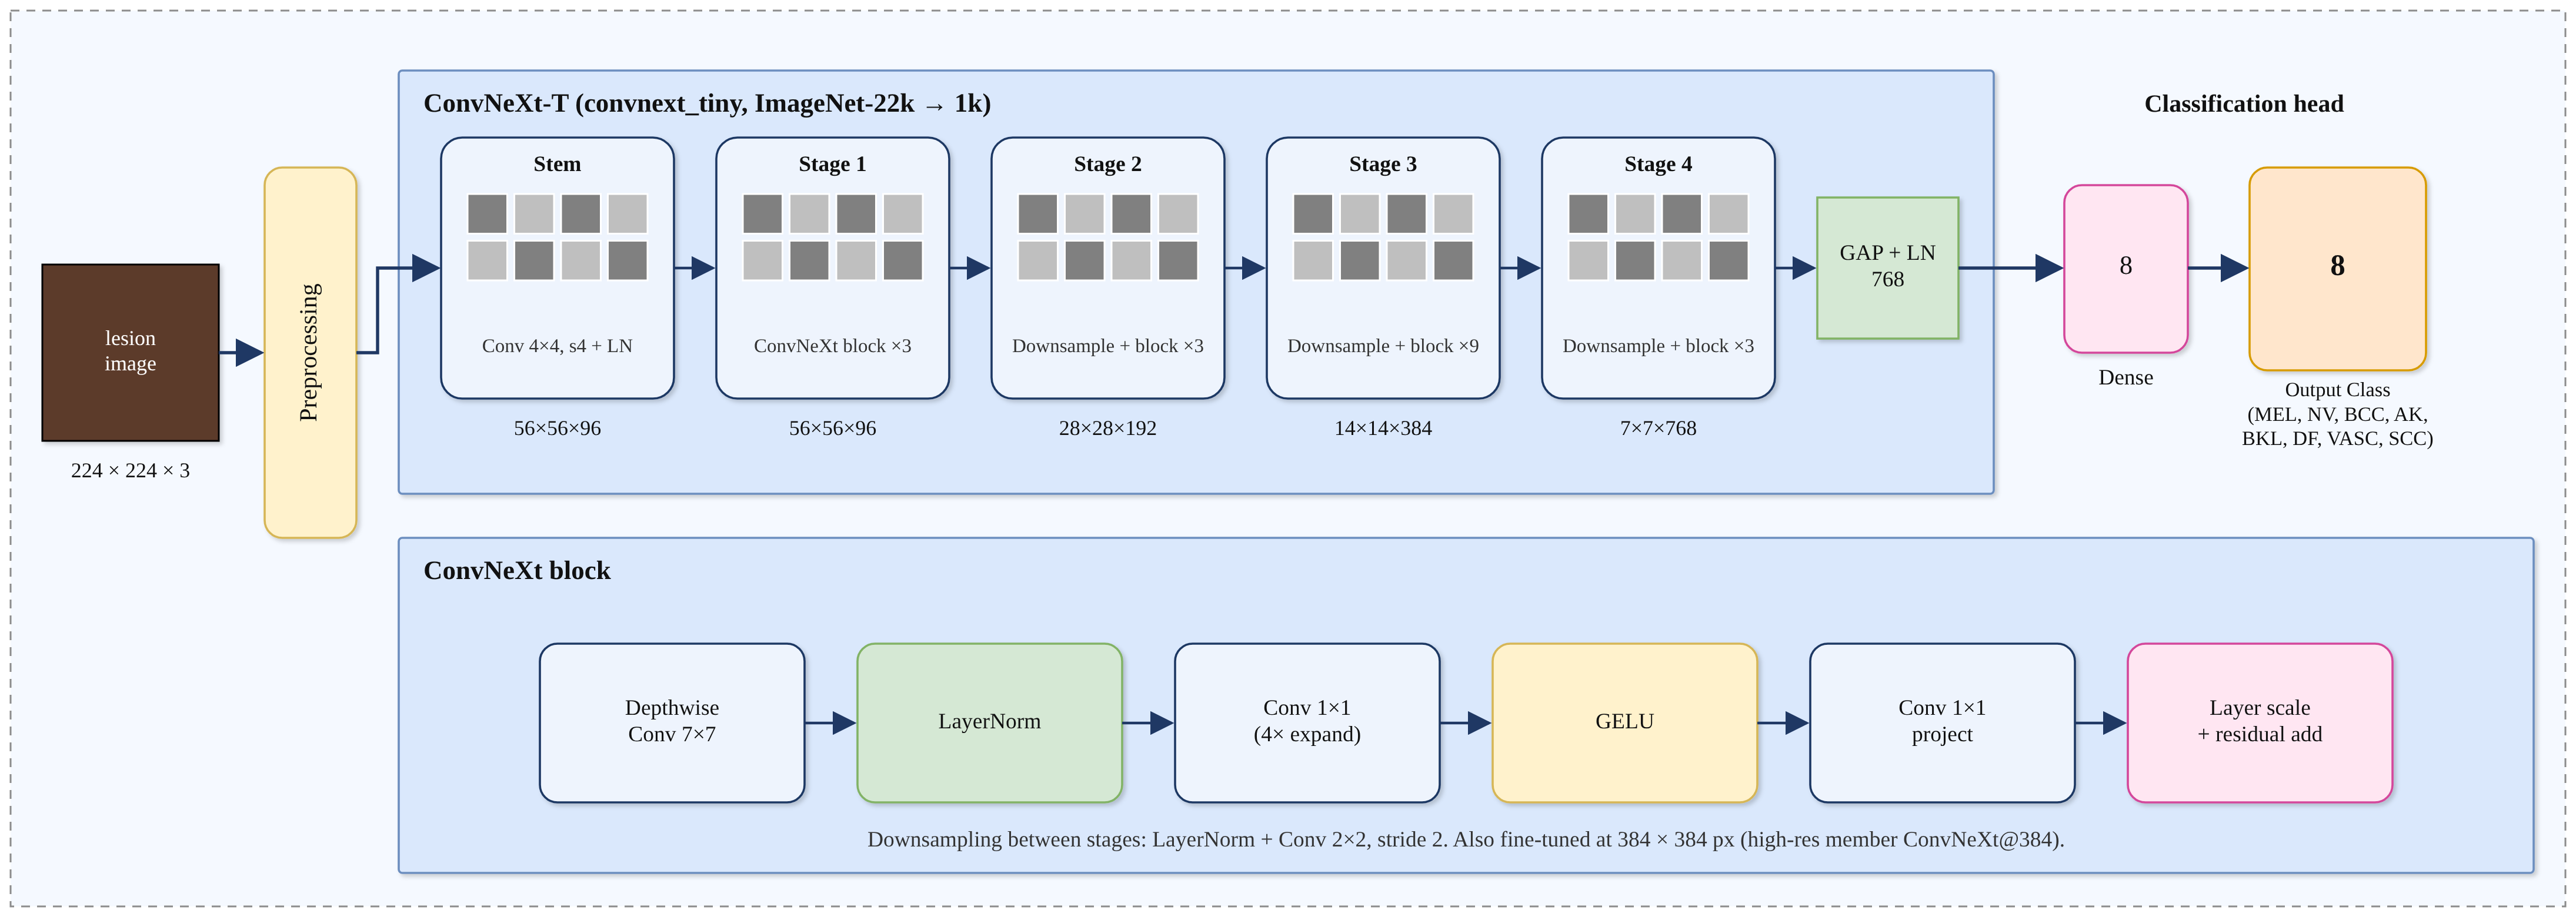 ConvNeXt-T (convnext_tiny, ImageNet-22k → 1k)
Classification head
Stem
Stage 1
Stage 2
Stage 3
Stage 4
lesion
image
224 × 224 × 3
Preprocessing
Conv 4×4, s4 + LN
ConvNeXt block ×3
Downsample + block ×3
Downsample + block ×9
Downsample + block ×3
56×56×96
56×56×96
28×28×192
14×14×384
7×7×768
GAP + LN
768
8
Dense
8
Output Class
(MEL, NV, BCC, AK,
BKL, DF, VASC, SCC)
ConvNeXt block
Depthwise
Conv 7×7
LayerNorm
Conv 1×1
(4× expand)
GELU
Conv 1×1
project
Layer scale
+ residual add
Downsampling between stages: LayerNorm + Conv 2×2, stride 2. Also fine-tuned at 384 × 384 px (high-res member ConvNeXt@384).